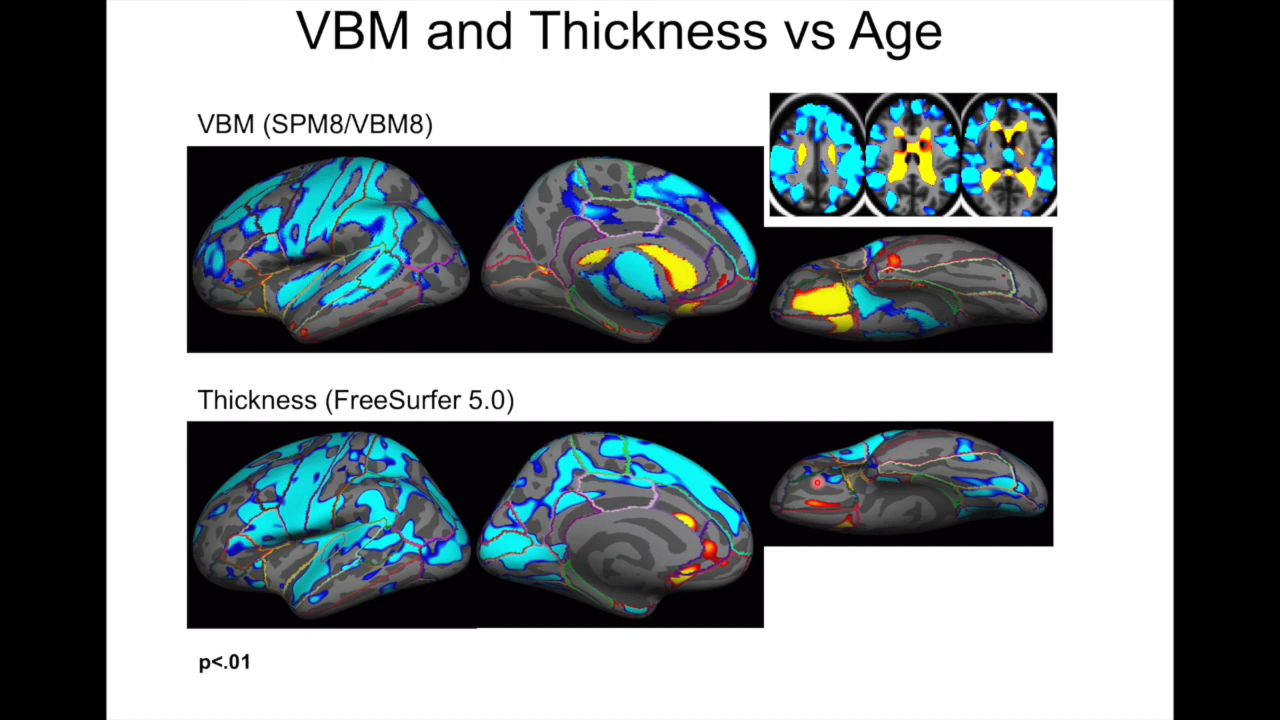 VBM and Thickness vs Age
VBM (SPM8/VBM8)
Thickness (FreeSurfer 5.0)
p<.01